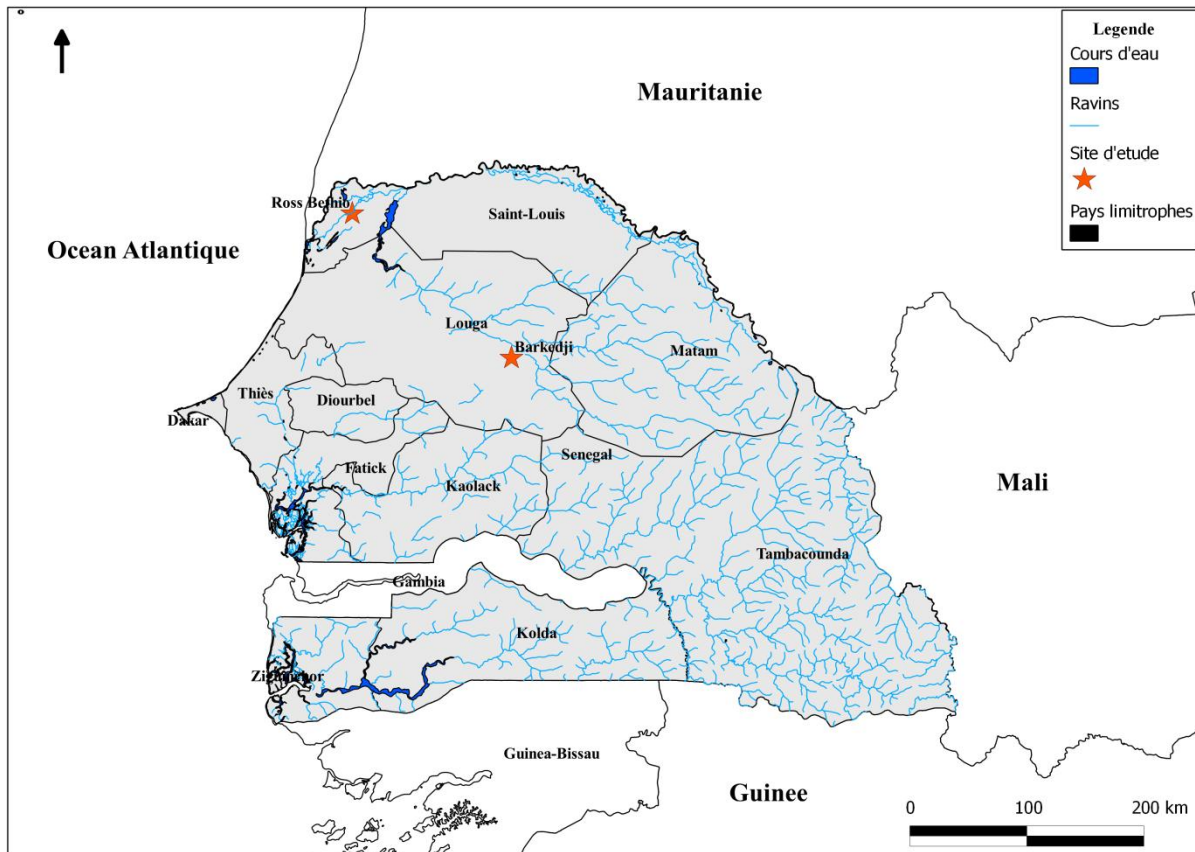 Legende
Cours d'eau
Ravins
Site d'etude
Pays limitrophes
Mauritanie
Ross Bethio
Saint-Louis
Ocean Atlantique
Louga
Barkedji
Matam
Thiès
Diourbel
Dakar
Senegal
Fatick
Kaolack
Mali
Tambacounda
Gambia
Kolda
Ziguinchor
Guinea-Bissau
Guinee
0 100 200 km